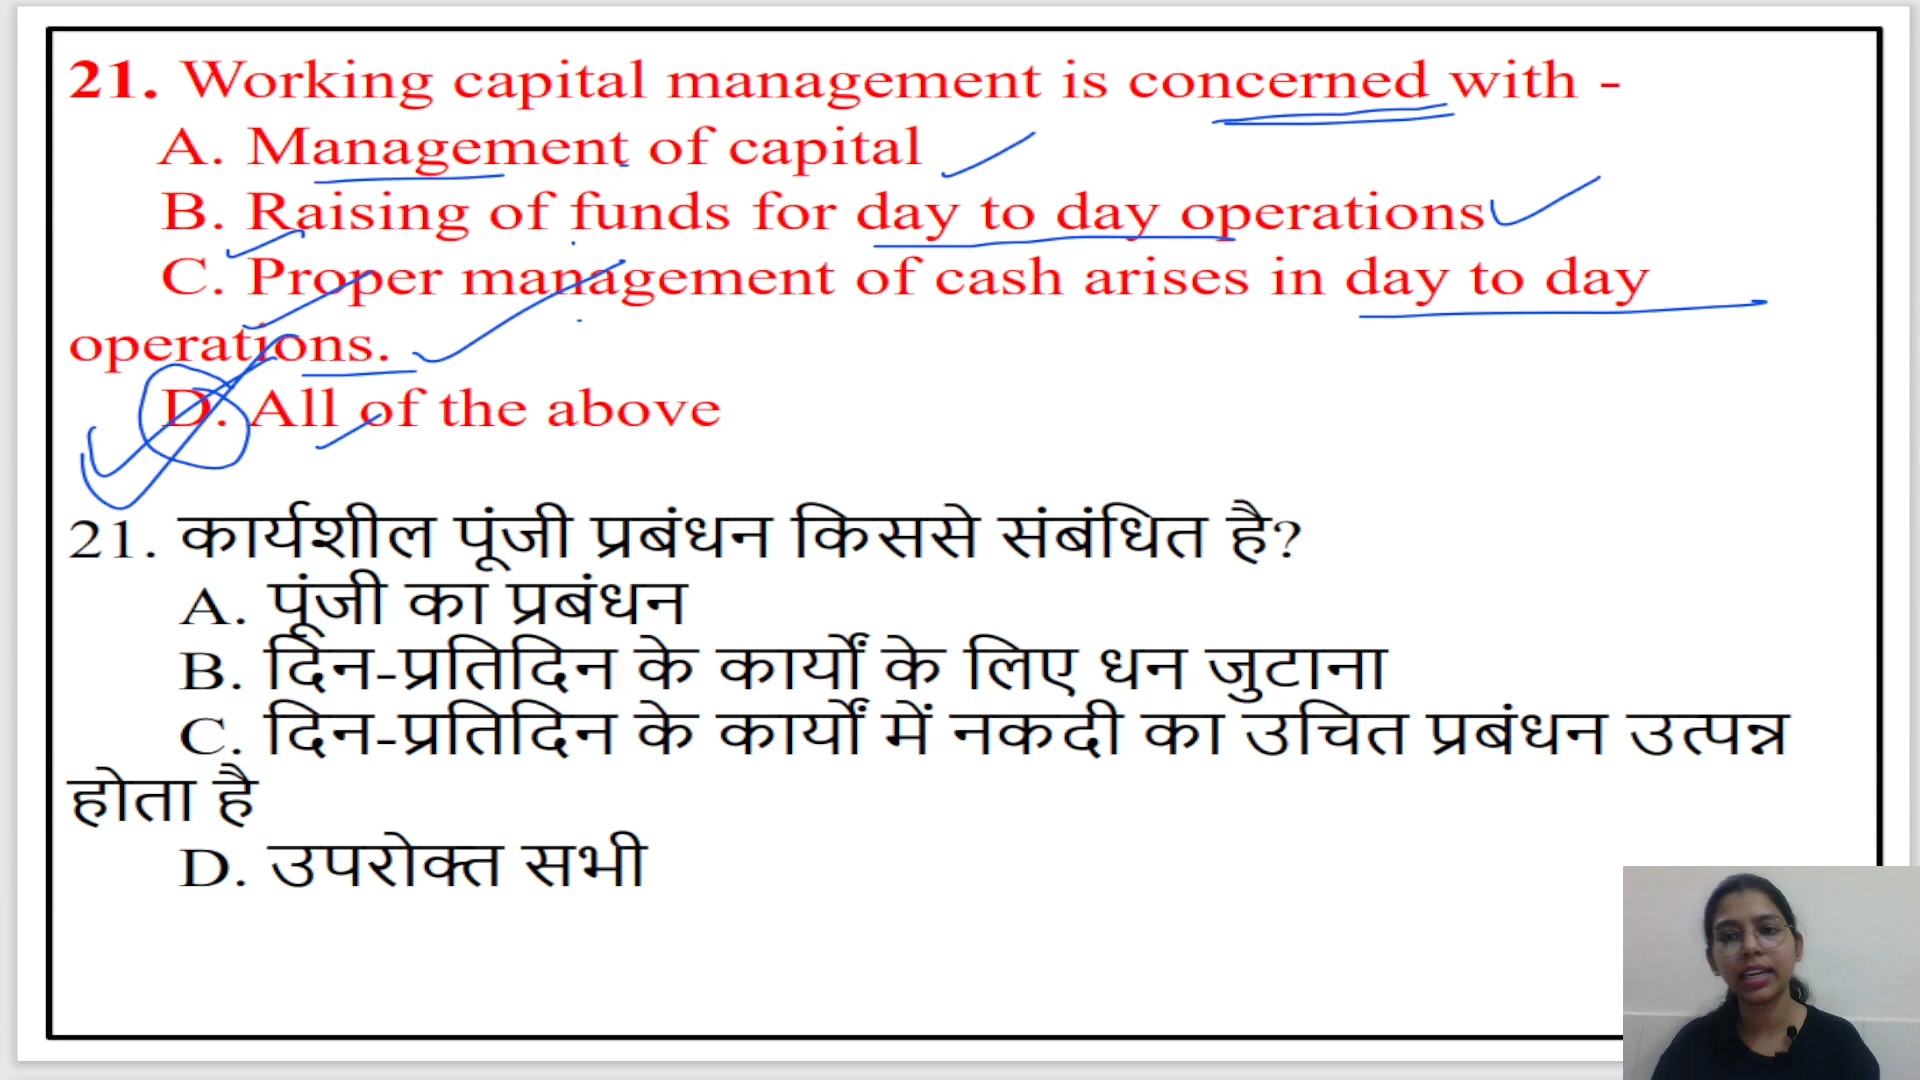 21. Working capital management is concerned with -
A. Management of capital
B. Raising of funds for day to day operations
C. Proper management of cash arises in day to day
operations.
D. All of the above
21. कार्यशील पूंजी प्रबंधन किससे संबंधित है?
A. पूंजी का प्रबंधन
B. दिन-प्रतिदिन के कार्यों के लिए धन जुटाना
C. दिन-प्रतिदिन के कार्यों में नकदी का उचित प्रबंधन उत्पन्न
होता है
D. उपरोक्त सभी